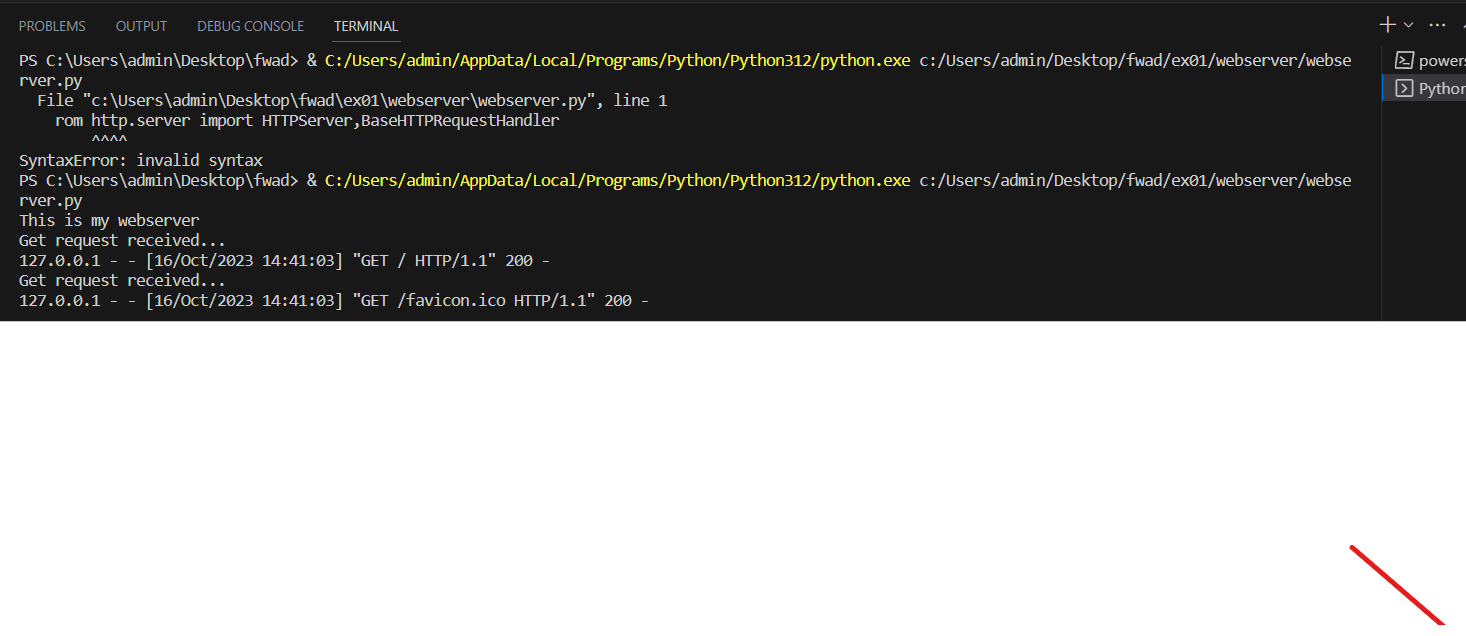 PROBLEMS OUTPUT DEBUG CONSOLE TERMINAL
PS C:\Users\admin\Desktop\fwad> & C:/Users/admin/AppData/Local/Programs/Python/Python312/python.exe c:/Users/admin/Desktop/fwad/ex01/webserver/webse
rver.py
  File "c:\Users\admin\Desktop\fwad\ex01\webserver\webserver.py", line 1
    rom http.server import HTTPServer,BaseHTTPRequestHandler
        ^^^^
SyntaxError: invalid syntax
PS C:\Users\admin\Desktop\fwad> & C:/Users/admin/AppData/Local/Programs/Python/Python312/python.exe c:/Users/admin/Desktop/fwad/ex01/webserver/webse
rver.py
This is my webserver
Get request received...
127.0.0.1 - - [16/Oct/2023 14:41:03] "GET / HTTP/1.1" 200 -
Get request received...
127.0.0.1 - - [16/Oct/2023 14:41:03] "GET /favicon.ico HTTP/1.1" 200 -
powers
Python